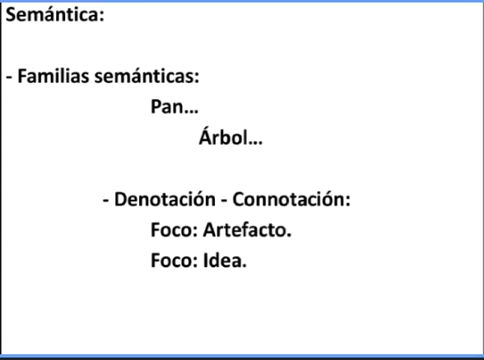 Semántica:
- Familias semánticas:
Pan...
Árbol...
- Denotación - Connotación:
Foco: Artefacto.
Foco: Idea.